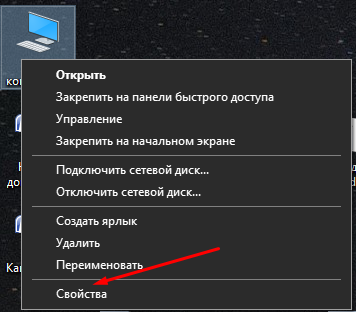 Открыть
Закрепить на панели быстрого доступа
Управление
Закрепить на начальном экране
Подключить сетевой диск...
Отключить сетевой диск...
Создать ярлык
Удалить
Переименовать
Свойства